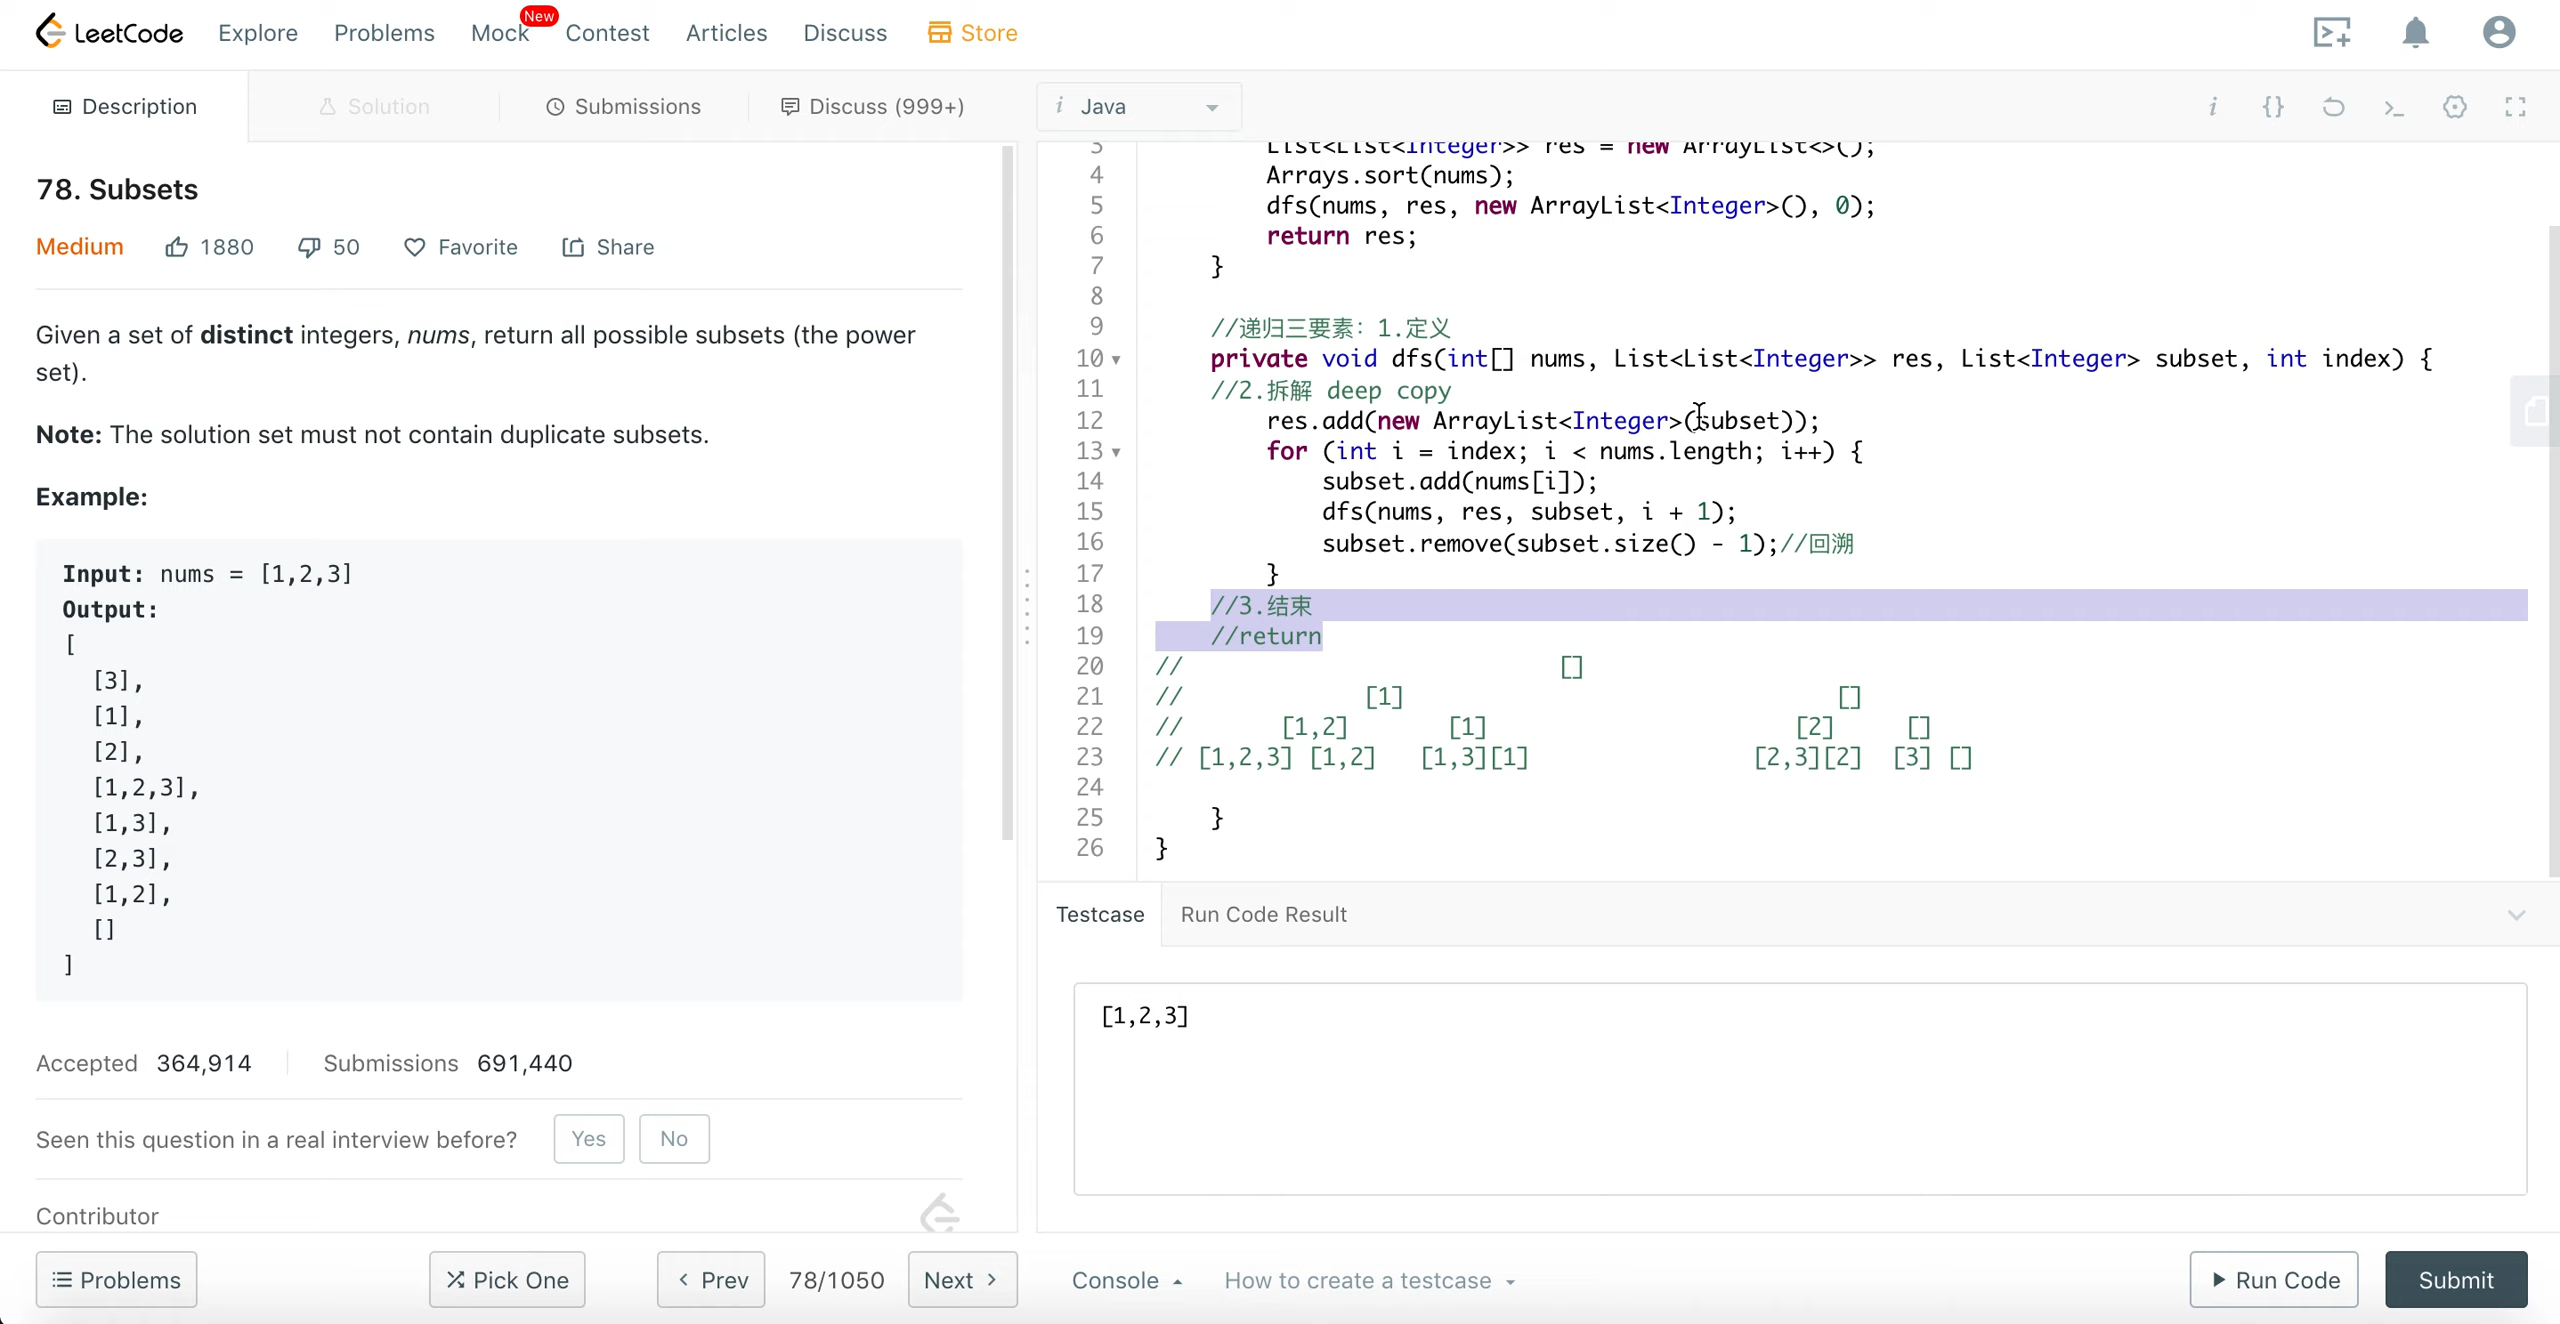 LeetCode Explore Problems Mock New Contest Articles Discuss Store
Description Solution Submissions Discuss (999+)
78. Subsets
Medium 1880 50 Favorite Share
Given a set of distinct integers, nums, return all possible subsets (the power
set).
Note: The solution set must not contain duplicate subsets.
Example:
Input: nums = [1,2,3]
Output:
[
[3],
[1],
[2],
[1,2,3],
[1,3],
[2,3],
[1,2],
[]
]
Accepted 364,914 Submissions 691,440
Seen this question in a real interview before? Yes No
Contributor
Problems Pick One Prev 78/1050 Next
i Java
i {}
3 List<List<Integer>> res = new ArrayList<>();
4 Arrays.sort(nums);
5 dfs(nums, res, new ArrayList<Integer>(), 0);
6 return res;
7 }
8
9 //递归三要素：1.定义
10 private void dfs(int[] nums, List<List<Integer>> res, List<Integer> subset, int index) {
11 //2.拆解 deep copy
12 res.add(new ArrayList<Integer>(subset));
13 for (int i = index; i < nums.length; i++) {
14 subset.add(nums[i]);
15 dfs(nums, res, subset, i + 1);
16 subset.remove(subset.size() - 1);//回溯
17 }
18 //3.结束
19 //return
20 // []
21 // [1] []
22 // [1,2] [1] [2] []
23 // [1,2,3] [1,2] [1,3][1] [2,3][2] [3] []
24
25 }
26 }
Testcase Run Code Result
[1,2,3]
Console How to create a testcase Run Code Submit